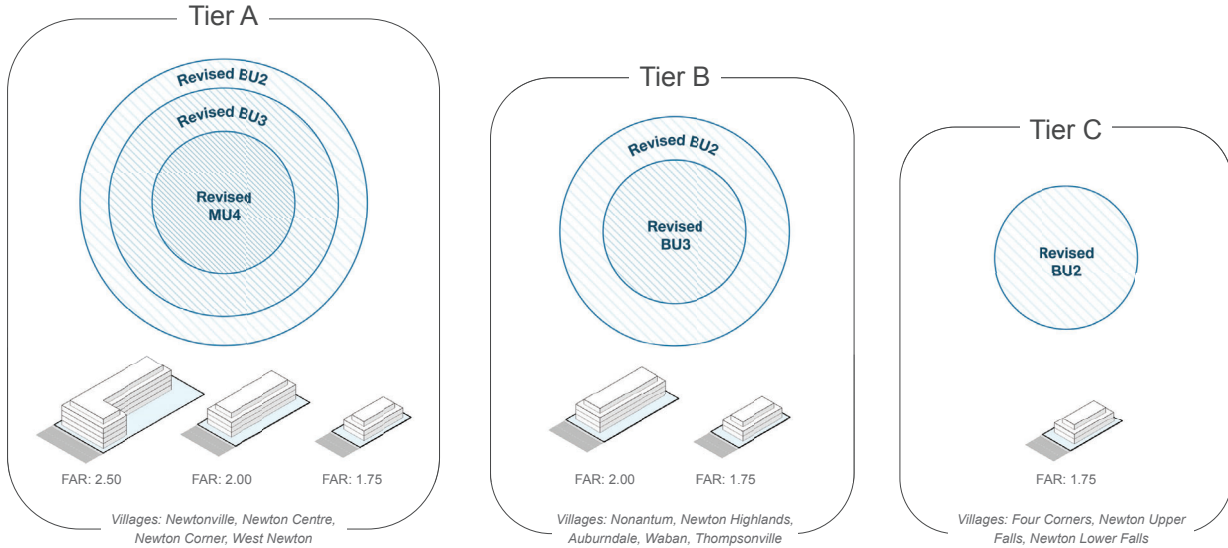 Tier A
Revised BU2
Revised BU3
Revised
MU4
FAR: 2.50
FAR: 2.00
FAR: 1.75
Villages: Newtonville, Newton Centre,
Newton Corner, West Newton
Tier B
Revised BU2
Revised
BU3
FAR: 2.00
FAR: 1.75
Villages: Nonantum, Newton Highlands,
Auburndale, Waban, Thompsonville
Tier C
Revised
BU2
FAR: 1.75
Villages: Four Corners, Newton Upper
Falls, Newton Lower Falls